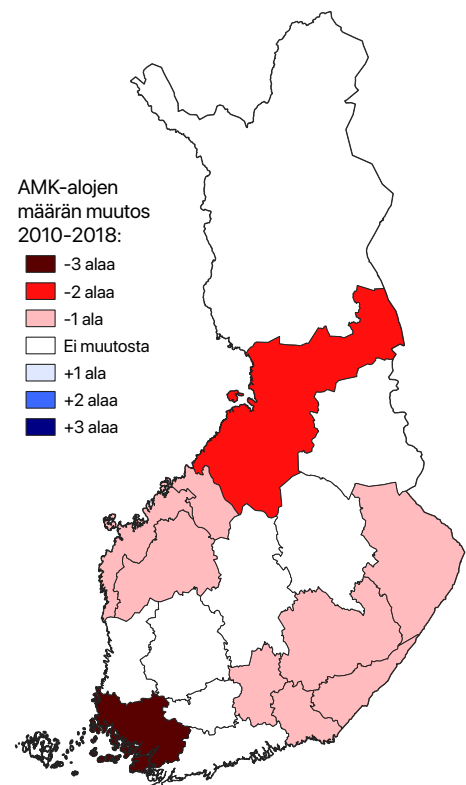 AMK-alojen
määrän muutos
2010-2018:
-3 alaa
-2 alaa
-1 ala
Ei muutosta
+1 ala
+2 alaa
+3 alaa